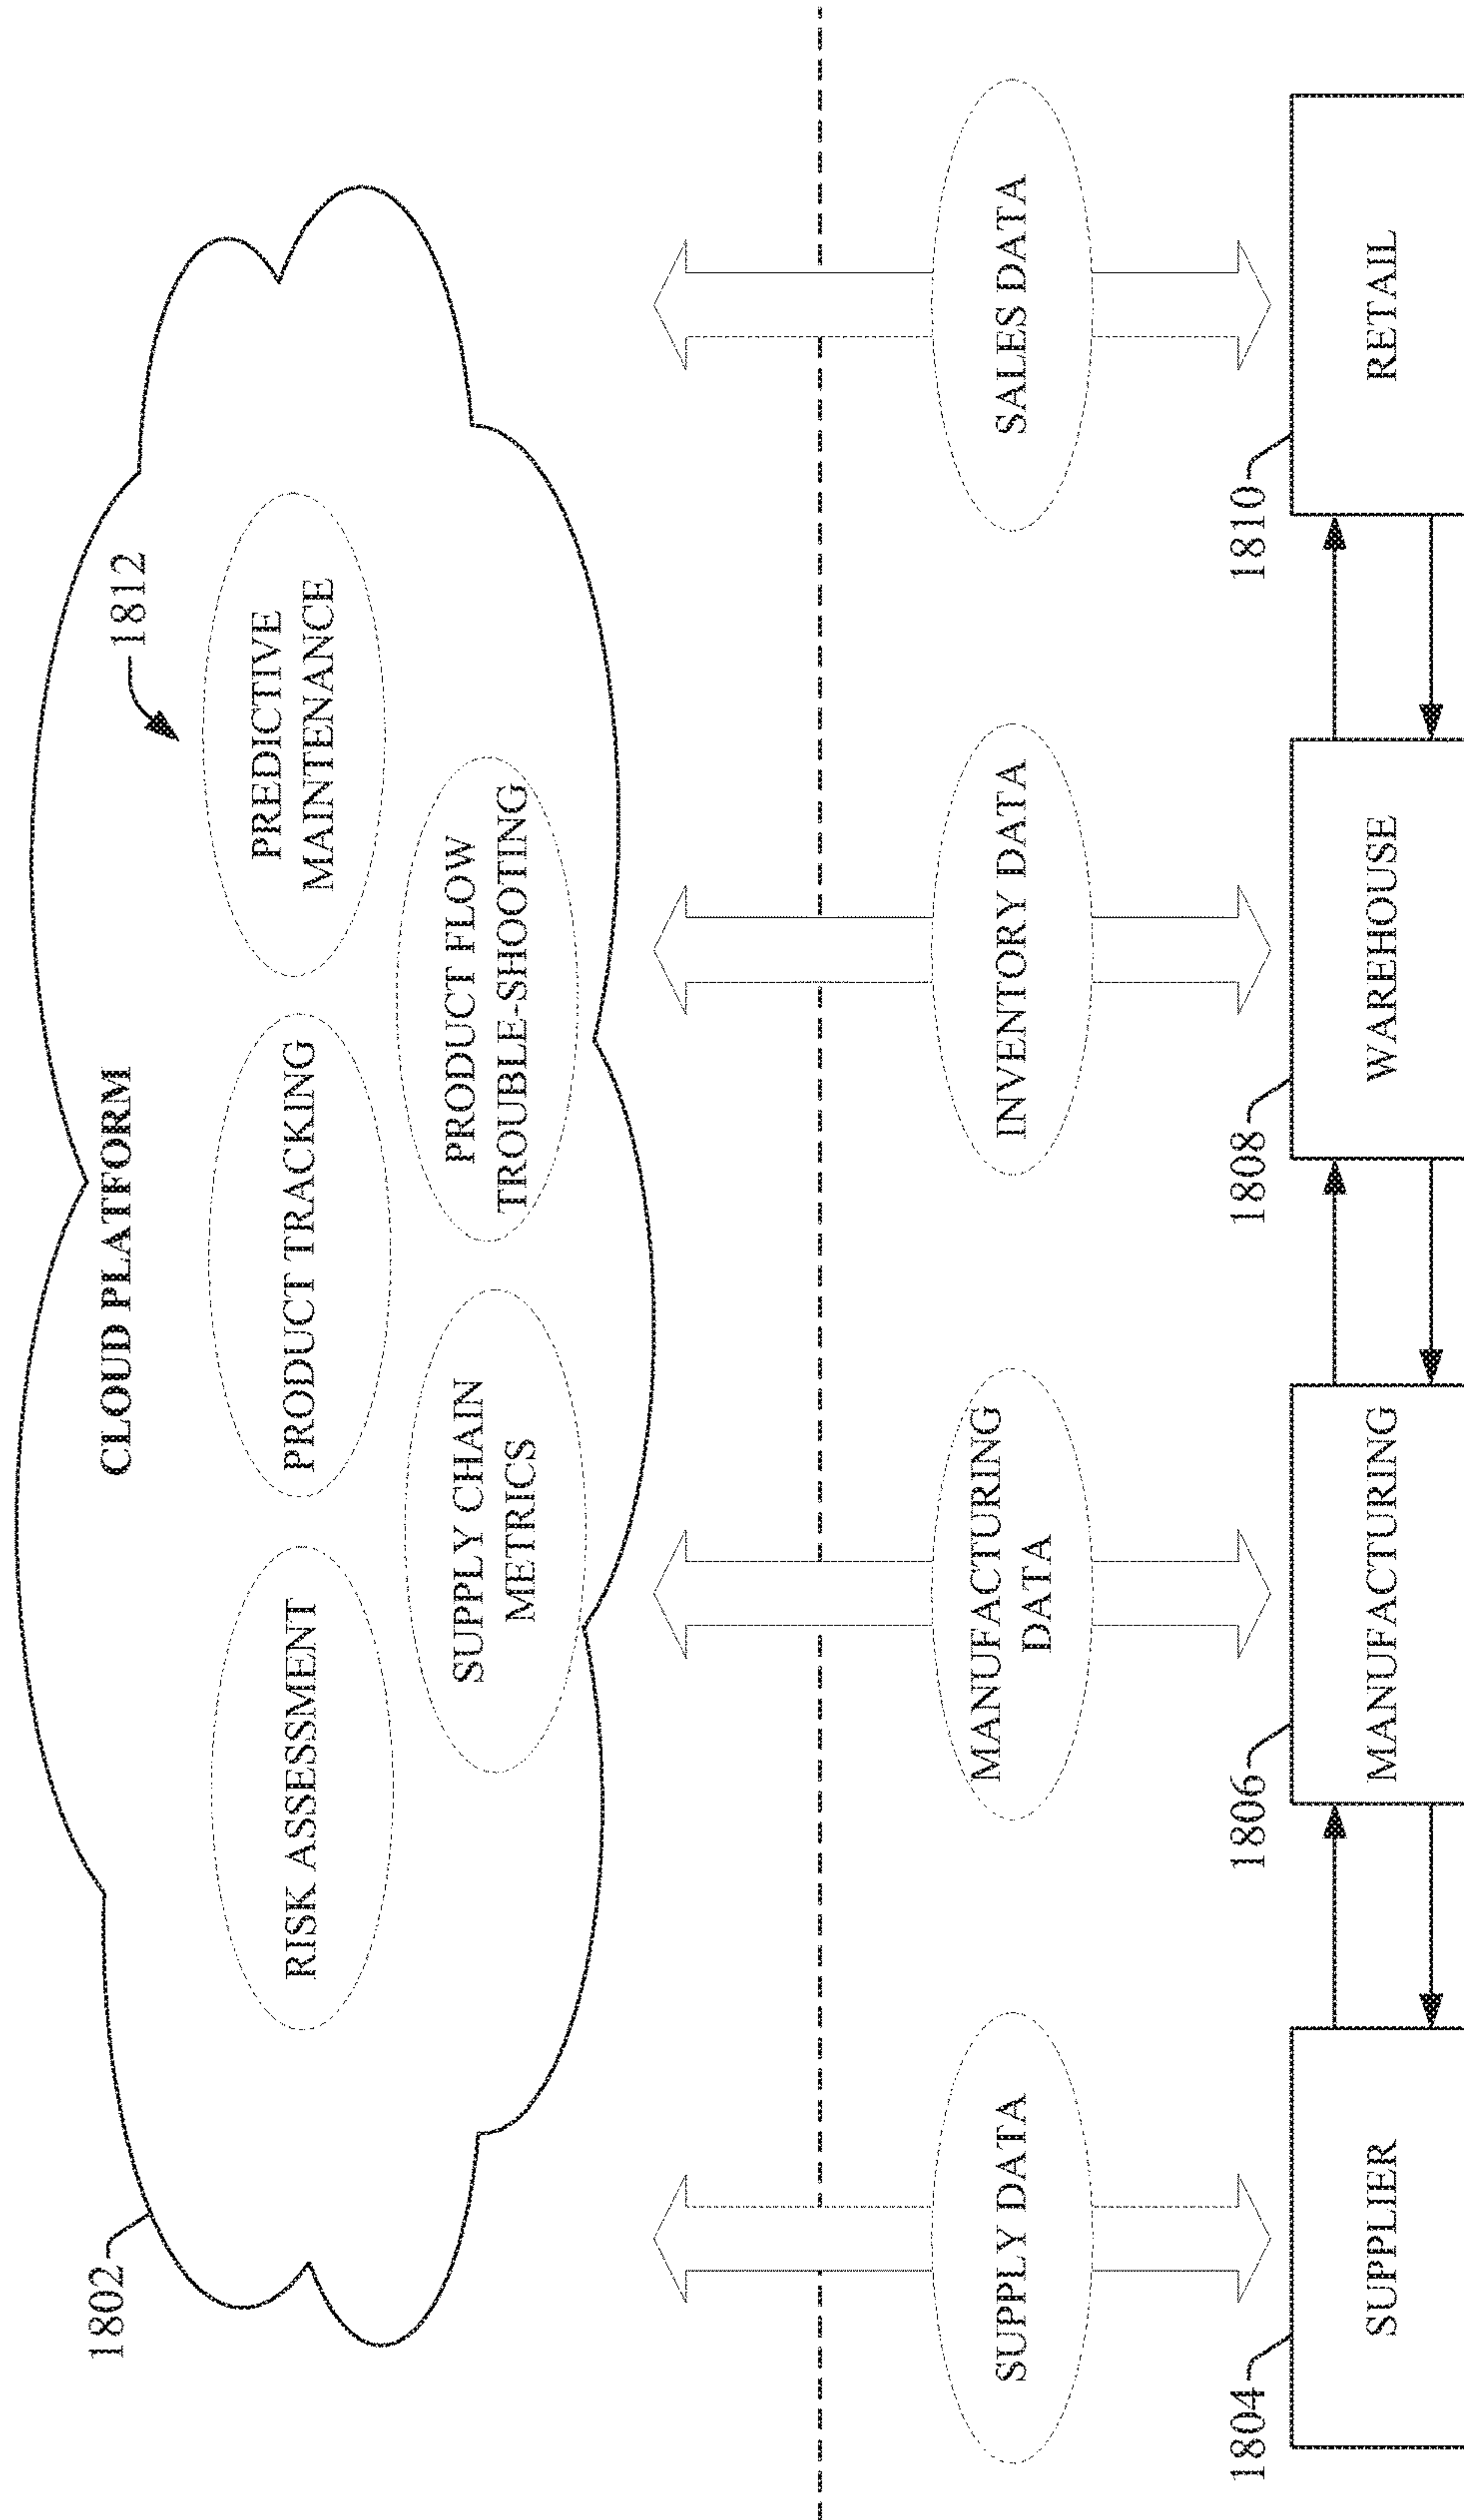 1802
CLOUD PLATFORM
1812
RISK ASSESSMENT
PRODUCT TRACKING
PREDICTIVE
MAINTENANCE
SUPPLY CHAIN
METRICS
PRODUCT FLOW
TROUBLE-SHOOTING
SUPPLY DATA
MANUFACTURING
DATA
INVENTORY DATA
SALES DATA
1804
1806
1808
1810
SUPPLIER
MANUFACTURING
WAREHOUSE
RETAIL